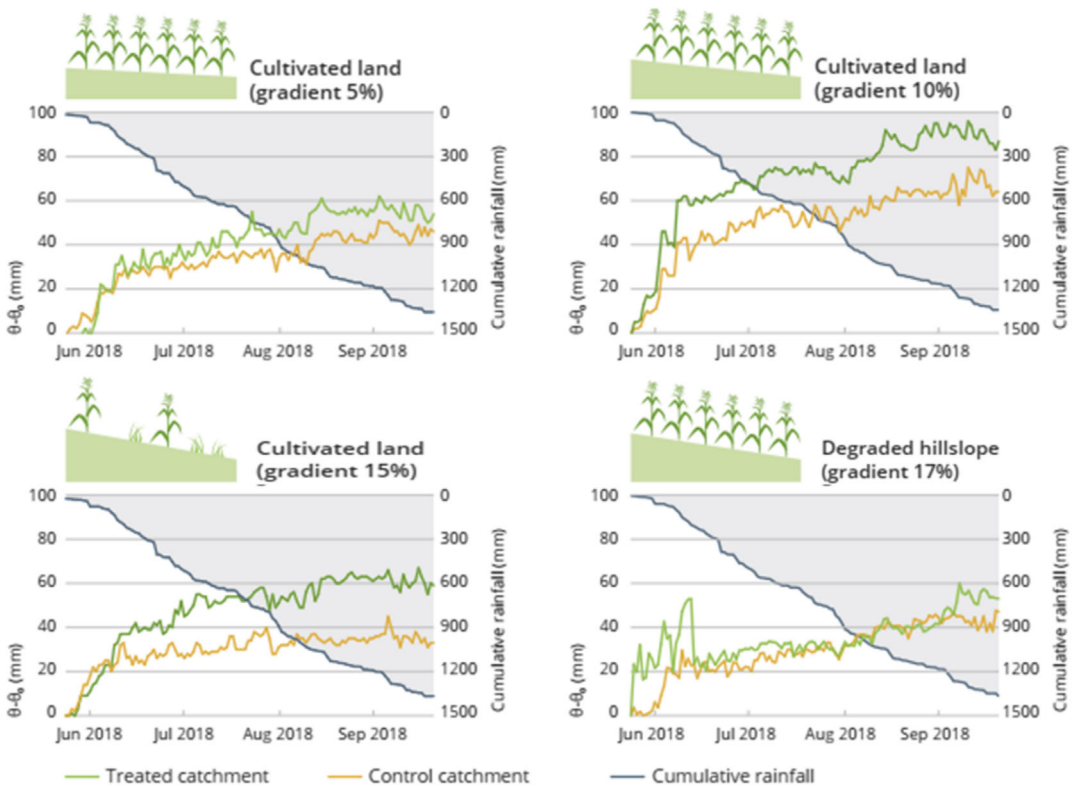 Cultivated land
(gradient 5%)
100
80
60
40
20
0
θ-θₒ (mm)
0
300
600
900
1200
1500
Cumulative rainfall (mm)
Jun 2018 Jul 2018 Aug 2018 Sep 2018
Cultivated land
(gradient 10%)
100
80
60
40
20
0
θ-θₒ (mm)
0
300
600
900
1200
1500
Cumulative rainfall (mm)
Jun 2018 Jul 2018 Aug 2018 Sep 2018
Cultivated land
(gradient 15%)
100
80
60
40
20
0
θ-θₒ (mm)
0
300
600
900
1200
1500
Cumulative rainfall (mm)
Jun 2018 Jul 2018 Aug 2018 Sep 2018
Degraded hillslope
(gradient 17%)
100
80
60
40
20
0
θ-θₒ (mm)
0
300
600
900
1200
1500
Cumulative rainfall (mm)
Jun 2018 Jul 2018 Aug 2018 Sep 2018
Treated catchment Control catchment Cumulative rainfall